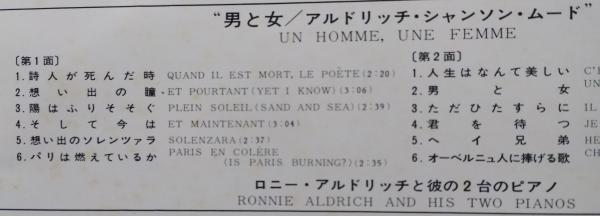 “男と女／アルドリッチ・シャンソン・ムード”
UN HOMME, UNE FEMME
〔第1面〕
1.詩人が死んだ時 QUAND IL EST MORT, LE POÈTE(2:20)
2.想い出の瞳・ET POURTANT (YET I KNOW) (3:06)
3.陽はふりそそぐ PLEIN SOLEIL (SAND AND SEA) (2:39)
4.そして今は ET MAINTENANT (3:04)
5.想い出のソレンツァラ SOLENZARA (2:37)
6.パリは燃えているか PARIS EN COLÈRE
(IS PARIS BURNING?) (2:35)
〔第2面〕
1.人生はなんて美しい C'E
2.男と女 UN
3.ただひたすらに IL
4.君を待つ JE
5.ヘイ兄弟 HE
6.オーベルニュ人に捧げる歌 CH
ロニー・アルドリッチと彼の2台のピアノ
RONNIE ALDRICH AND HIS TWO PIANOS